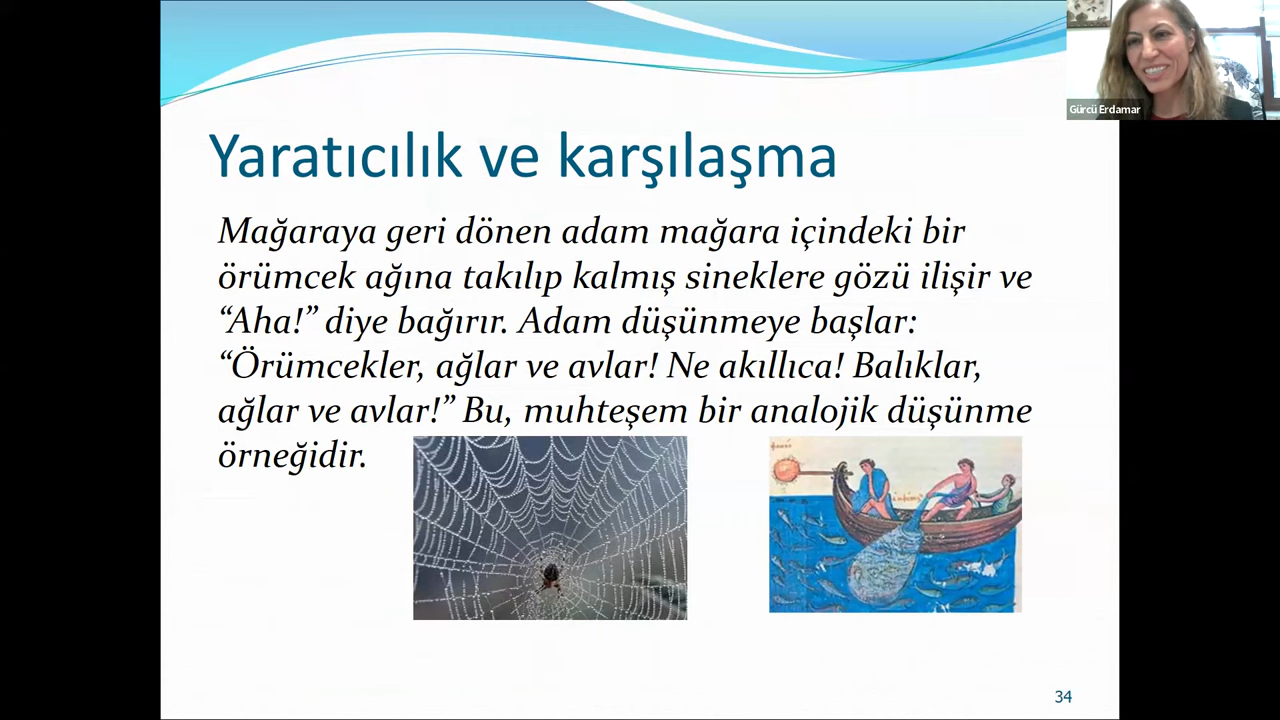 Gürcü Erdamar
Yaratıcılık ve karşılaşma
Mağaraya geri dönen adam mağara içindeki bir
örümcek ağına takılıp kalmış sineklere gözü ilişir ve
“Aha!” diye bağırır. Adam düşünmeye başlar:
“Örümcekler, ağlar ve avlar! Ne akıllıca! Balıklar,
ağlar ve avlar!” Bu, muhteşem bir analojik düşünme
örneğidir.
34